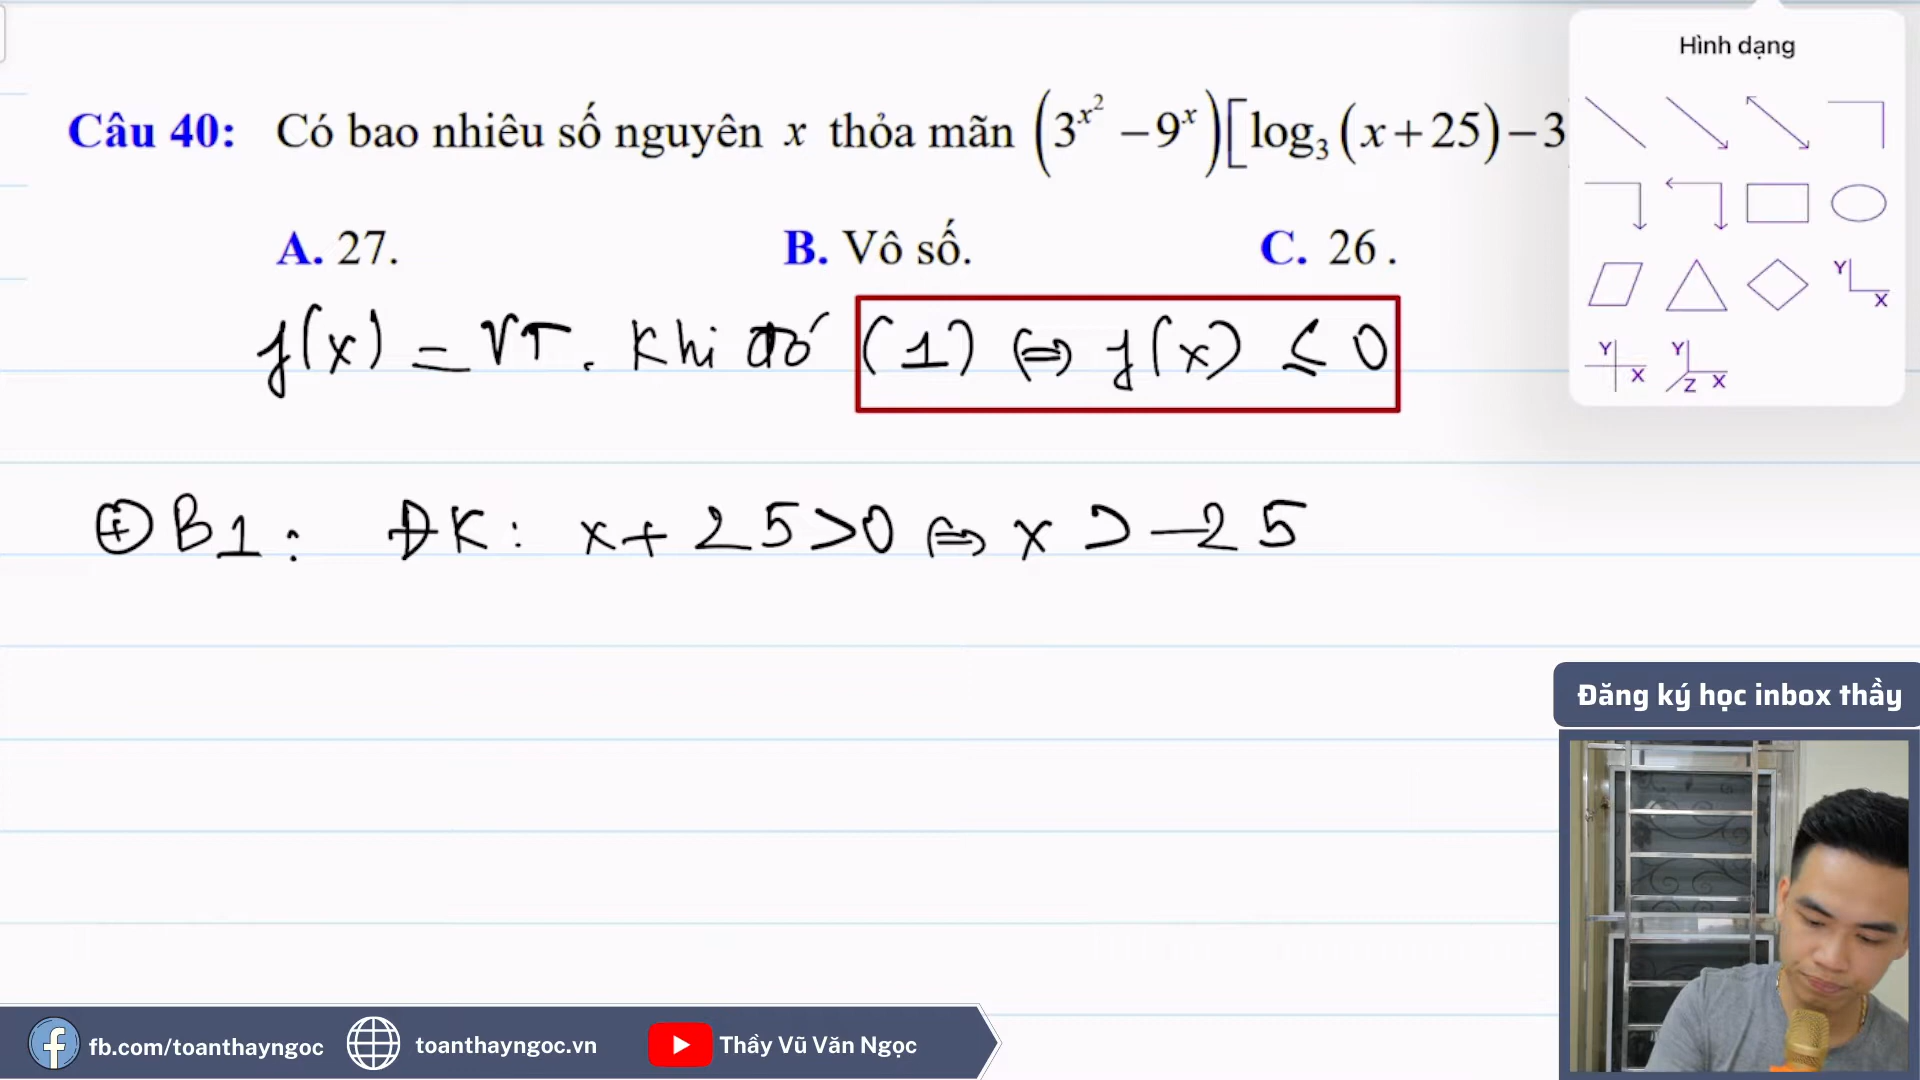 Hình dạng
Câu 40: Có bao nhiêu số nguyên x thỏa mãn (3^{x^2} − 9^x)[log_3(x+25)−3
A. 27. B. Vô số. C. 26.
f(x) = VT. Khi đó (1) ⇔ f(x) ≤ 0
Y X
Y X
Y Z X
⊕ B1: ĐK: x + 25 > 0 ⇔ x > −25
Đăng ký học inbox thầy
fb.com/toanthayngoc toanthayngoc.vn Thầy Vũ Văn Ngọc